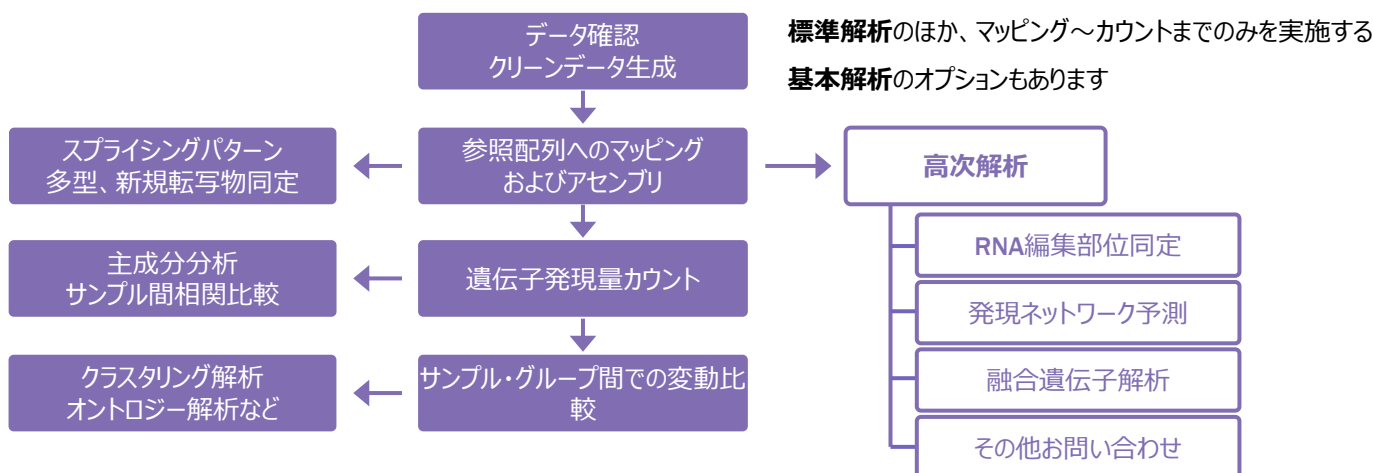 データ確認
クリーンデータ生成
標準解析のほか、マッピング～カウントまでのみを実施する
基本解析のオプションもあります
スプライシングパターン
多型、新規転写物同定
参照配列へのマッピング
およびアセンブリ
高次解析
RNA編集部位同定
主成分分析
サンプル間相関比較
遺伝子発現量カウント
発現ネットワーク予測
クラスタリング解析
オントロジー解析など
サンプル・グループ間での変動比
較
融合遺伝子解析
その他お問い合わせ